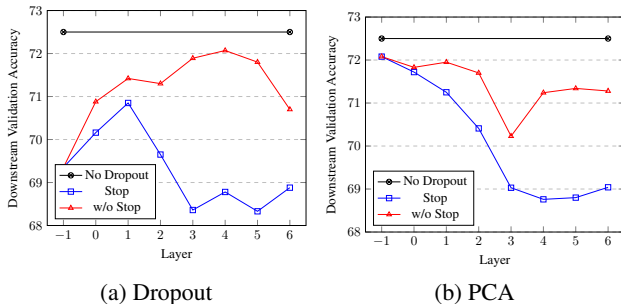 73
72
71
70
69
68
Downstream Validation Accuracy
No Dropout
Stop
w/o Stop
−1 0 1 2 3 4 5 6
Layer
(a) Dropout
73
72
71
70
69
68
Downstream Validation Accuracy
No Dropout
Stop
w/o Stop
−1 0 1 2 3 4 5 6
Layer
(b) PCA